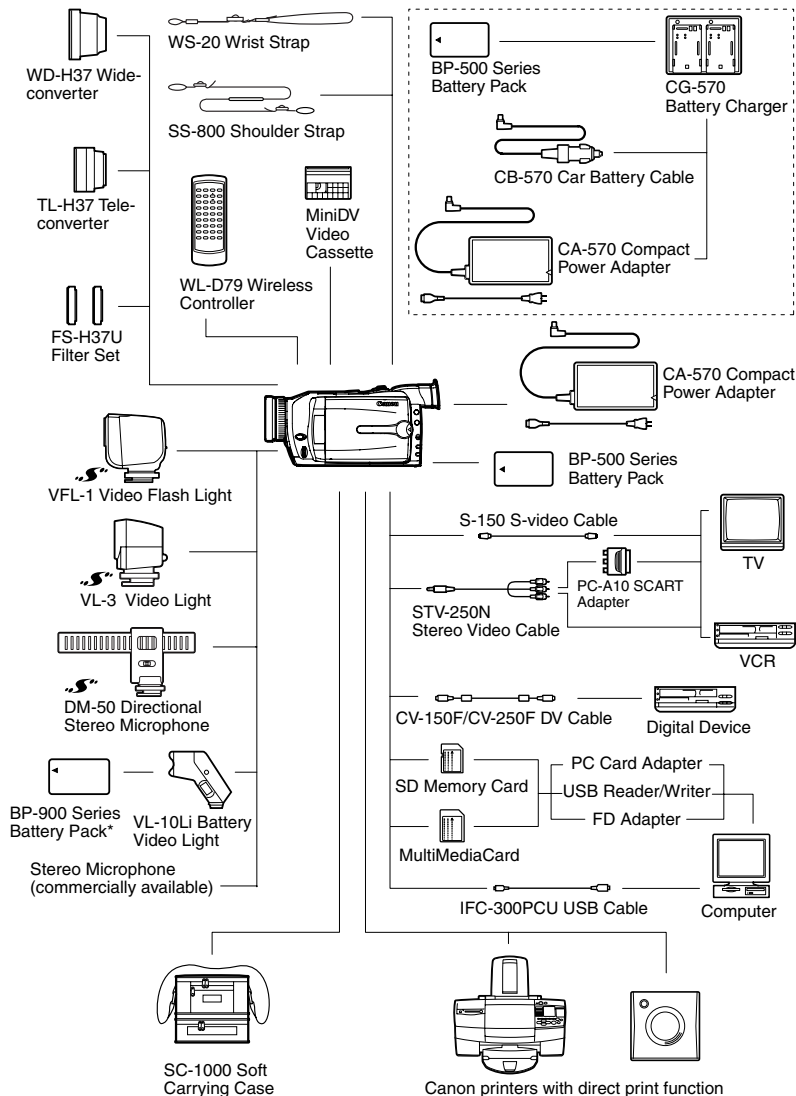 WS-20 Wrist Strap
WD-H37 Wide-
converter
SS-800 Shoulder Strap
BP-500 Series
Battery Pack
CG-570
Battery Charger
CB-570 Car Battery Cable
TL-H37 Tele-
converter
MiniDV
Video
Cassette
WL-D79 Wireless
Controller
CA-570 Compact
Power Adapter
FS-H37U
Filter Set
Canon
CA-570 Compact
Power Adapter
BP-500 Series
Battery Pack
VFL-1 Video Flash Light
S-150 S-video Cable
TV
VL-3 Video Light
PC-A10 SCART
Adapter
STV-250N
Stereo Video Cable
VCR
DM-50 Directional
Stereo Microphone
CV-150F/CV-250F DV Cable
Digital Device
BP-900 Series
Battery Pack*
VL-10Li Battery
Video Light
SD Memory Card
PC Card Adapter
USB Reader/Writer
FD Adapter
MultiMediaCard
Stereo Microphone
(commercially available)
IFC-300PCU USB Cable
Computer
SC-1000 Soft
Carrying Case
Canon printers with direct print function